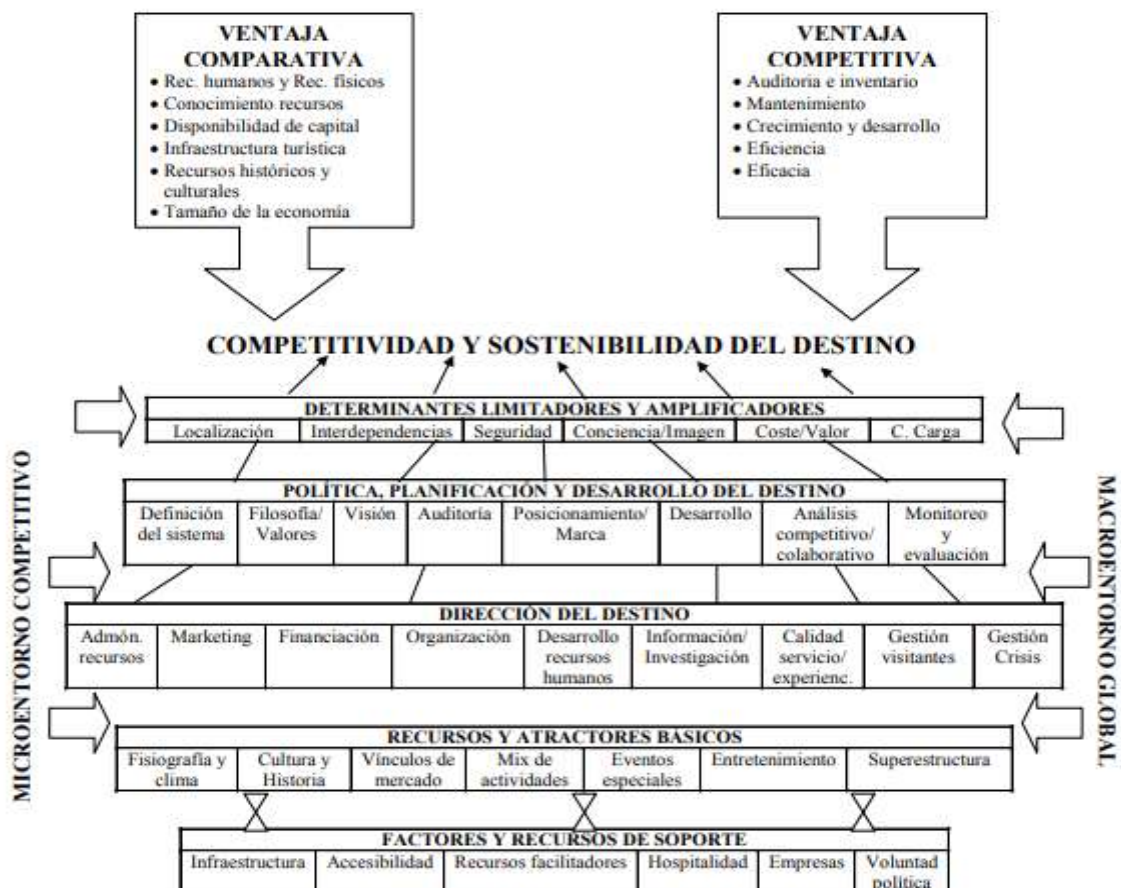 VENTAJA
COMPARATIVA
• Rec. humanos y Rec. físicos
• Conocimiento recursos
• Disponibilidad de capital
• Infraestructura turística
• Recursos históricos y
culturales
• Tamaño de la economía
VENTAJA
COMPETITIVA
• Auditoria e inventario
• Mantenimiento
• Crecimiento y desarrollo
• Eficiencia
• Eficacia
COMPETITIVIDAD Y SOSTENIBILIDAD DEL DESTINO
DETERMINANTES LIMITADORES Y AMPLIFICADORES
Localización Interdependencias Seguridad Conciencia/Imagen Coste/Valor C. Carga
POLÍTICA, PLANIFICACIÓN Y DESARROLLO DEL DESTINO
Definición
del sistema
Filosofía/
Valores
Visión
Auditoría
Posicionamiento/
Marca
Desarrollo
Análisis
competitivo/
colaborativo
Monitoreo
y
evaluación
DIRECCIÓN DEL DESTINO
Admón.
recursos
Marketing
Financiación
Organización
Desarrollo
recursos
humanos
Información/
Investigación
Calidad
servicio/
experienc.
Gestión
visitantes
Gestión
Crisis
RECURSOS Y ATRACTORES BÁSICOS
Fisiografía y
clima
Cultura y
Historia
Vínculos de
mercado
Mix de
actividades
Eventos
especiales
Entretenimiento
Superestructura
FACTORES Y RECURSOS DE SOPORTE
Infraestructura
Accesibilidad
Recursos facilitadores
Hospitalidad
Empresas
Voluntad
política
MICROENTORNO COMPETITIVO
MACROENTORNO GLOBAL